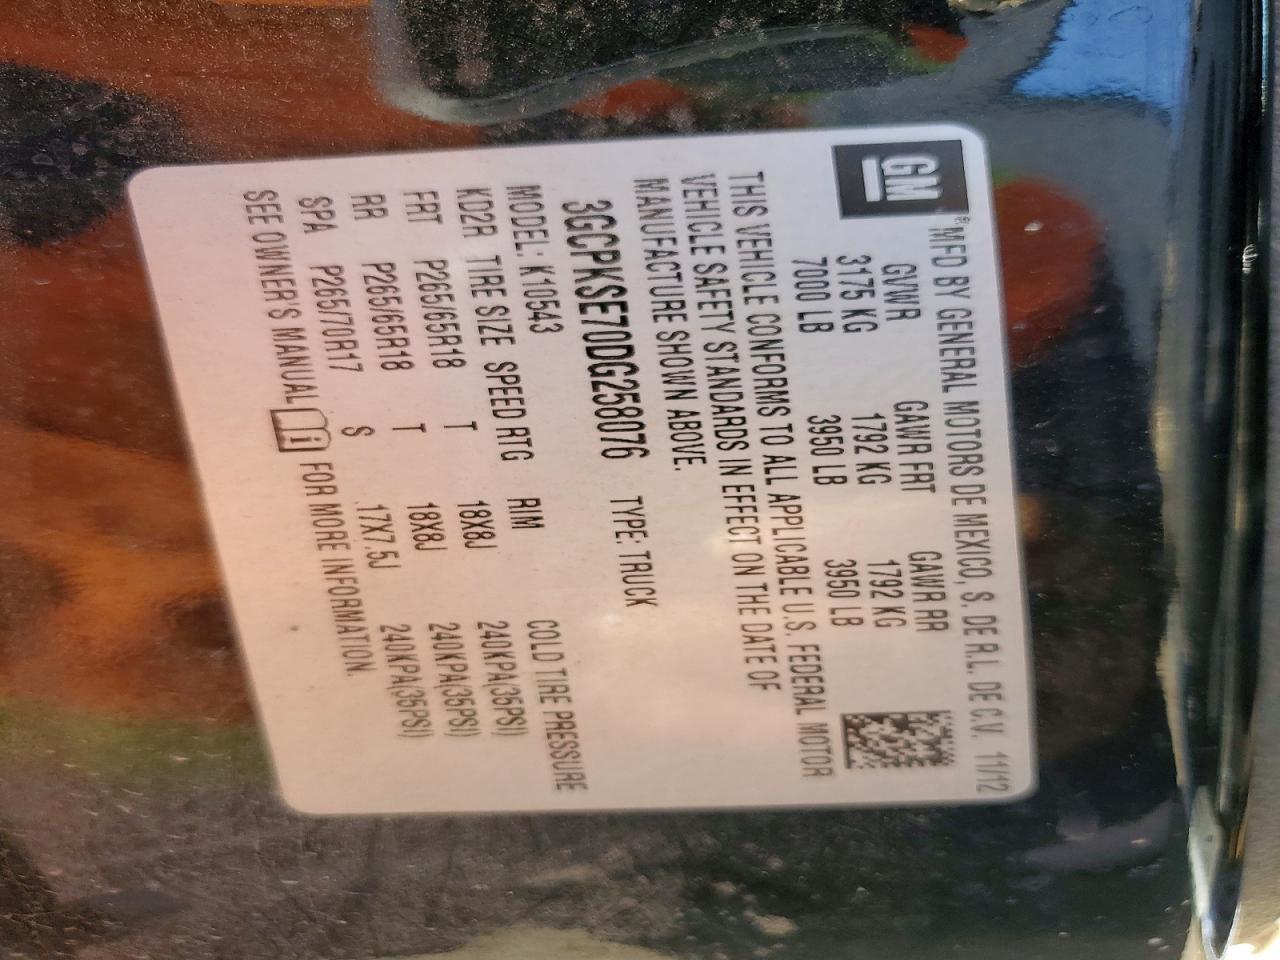 GM
® MFD BY GENERAL MOTORS DE MEXICO, S. DE R.L. DE C.V. 11/12
GVWR GAWR FRT GAWR RR
3175 KG 1792 KG 1792 KG
7000 LB 3950 LB 3950 LB
THIS VEHICLE CONFORMS TO ALL APPLICABLE U.S. FEDERAL MOTOR
VEHICLE SAFETY STANDARDS IN EFFECT ON THE DATE OF
MANUFACTURE SHOWN ABOVE.
3GCPKSE70DG258076 TYPE: TRUCK
MODEL: K10543
KD2R TIRE SIZE SPEED RTG RIM COLD TIRE PRESSURE
FRT P265/65R18 T 18X8J 240KPA(35PSI)
RR P265/65R18 T 18X8J 240KPA(35PSI)
SPA P265/70R17 S 17X7.5J 240KPA(35PSI)
SEE OWNER'S MANUAL i FOR MORE INFORMATION.